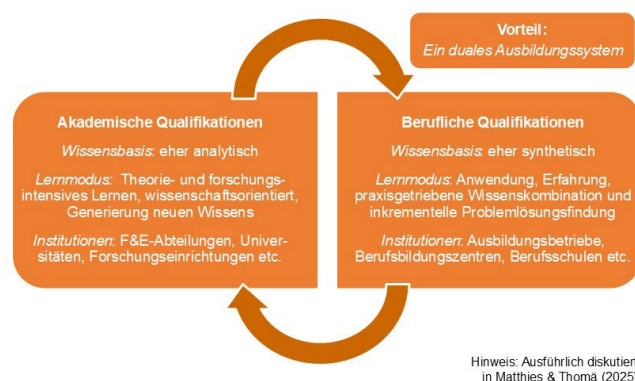 Vorteil:
Ein duales Ausbildungssystem
Akademische Qualifikationen
Wissensbasis: eher analytisch
Lernmodus: Theorie- und forschungs-
intensives Lernen, wissenschaftsorientiert,
Generierung neuen Wissens
Institutionen: F&E-Abteilungen, Univer-
sitäten, Forschungseinrichtungen etc.
Berufliche Qualifikationen
Wissensbasis: eher synthetisch
Lernmodus: Anwendung, Erfahrung,
praxisgetriebene Wissenskombination und
inkrementelle Problemlösungsfindung
Institutionen: Ausbildungsbetriebe,
Berufsbildungszentren, Berufsschulen etc.
Hinweis: Ausführlich diskutiert
in Matthies & Thomä (2025)